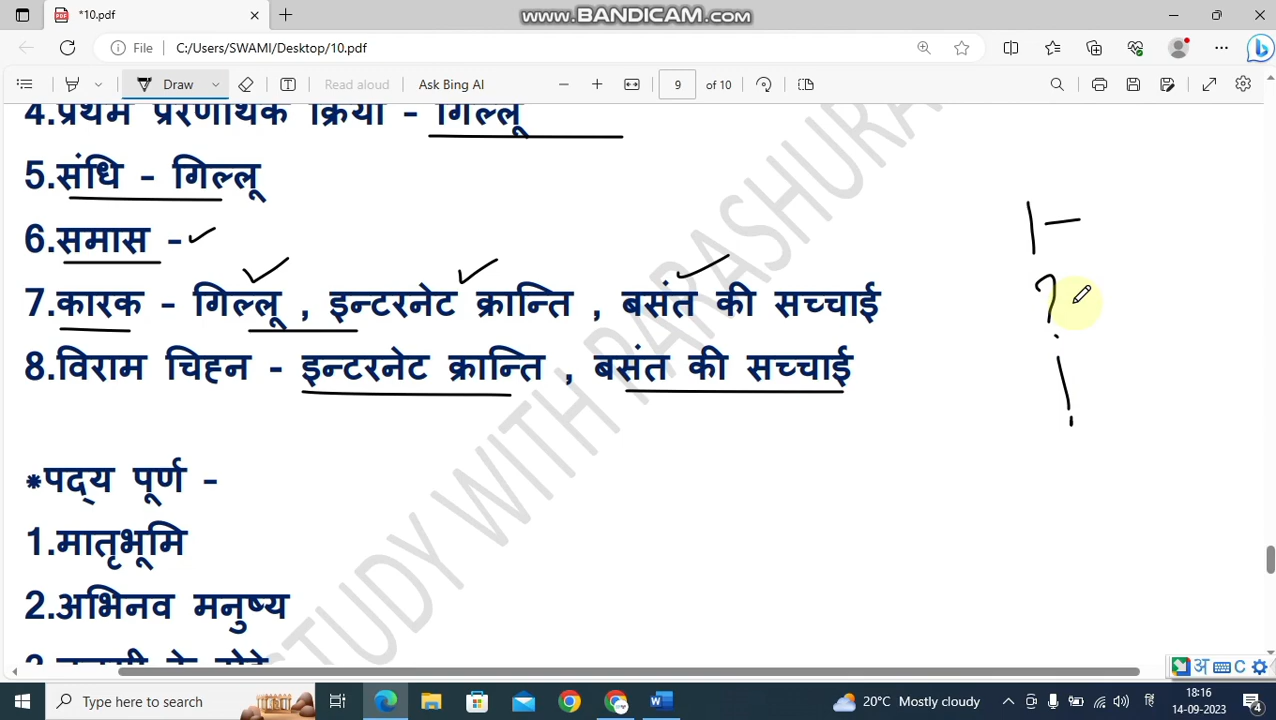 *10.pdf
www.BANDICAM.com
File C:/Users/SWAMI/Desktop/10.pdf
Draw Read aloud Ask Bing AI 9 of 10
4.प्रथम प्रेरणार्थक क्रिया - गिल्लू
5.संधि - गिल्लू
6.समास -
7.कारक - गिल्लू , इन्टरनेट क्रान्ति , बसंत की सच्चाई
8.विराम चिह्न - इन्टरनेट क्रान्ति , बसंत की सच्चाई
।-
?
!
*पद्य पूर्ण -
1.मातृभूमि
2.अभिनव मनुष्य
STUDY WITH PARASHURA
Type here to search
20°C Mostly cloudy
हिं
18:16
14-09-2023
4